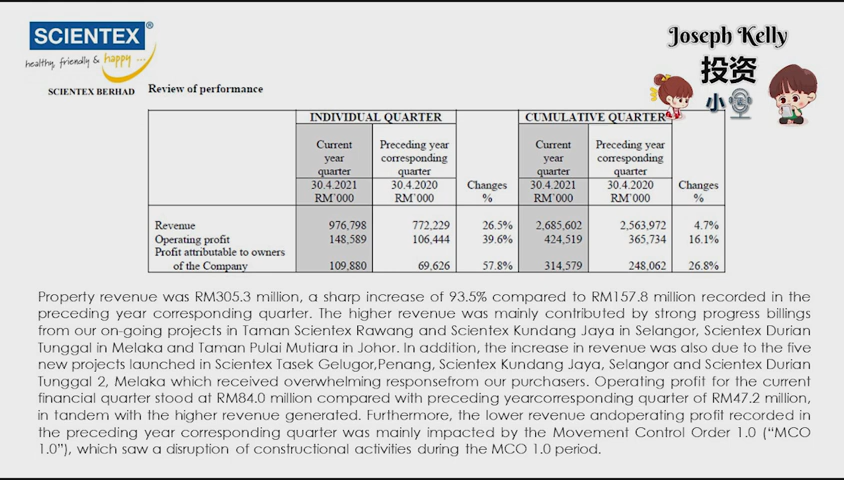 SCIENTEX®
healthy, friendly & happy ...
SCIENTEX BERHAD
Joseph Kelly
投资
小
Review of performance
INDIVIDUAL QUARTER CUMULATIVE QUARTER
Current Preceding year Current Preceding year
year corresponding year corresponding
quarter quarter quarter quarter
30.4.2021 30.4.2020 Changes 30.4.2021 30.4.2020 Changes
RM'000 RM'000 % RM'000 RM'000 %
Revenue 976,798 772,229 26.5% 2,685,602 2,563,972 4.7%
Operating profit 148,589 106,444 39.6% 424,519 365,734 16.1%
Profit attributable to owners
of the Company 109,880 69,626 57.8% 314,579 248,062 26.8%
Property revenue was RM305.3 million, a sharp increase of 93.5% compared to RM157.8 million recorded in the
preceding year corresponding quarter. The higher revenue was mainly contributed by strong progress billings
from our on-going projects in Taman Scientex Rawang and Scientex Kundang Jaya in Selangor, Scientex Durian
Tunggal in Melaka and Taman Pulai Mutiara in Johor. In addition, the increase in revenue was also due to the five
new projects launched in Scientex Tasek Gelugor,Penang, Scientex Kundang Jaya, Selangor and Scientex Durian
Tunggal 2, Melaka which received overwhelming responsefrom our purchasers. Operating profit for the current
financial quarter stood at RM84.0 million compared with preceding yearcorresponding quarter of RM47.2 million,
in tandem with the higher revenue generated. Furthermore, the lower revenue andoperating profit recorded in
the preceding year corresponding quarter was mainly impacted by the Movement Control Order 1.0 (“MCO
1.0”), which saw a disruption of constructional activities during the MCO 1.0 period.